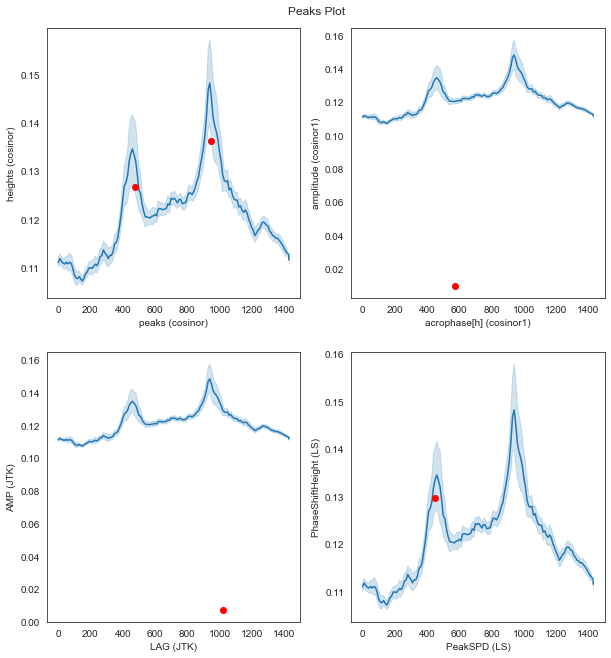 Peaks Plot
0.15
0.14
0.13
0.12
0.11
heights (cosinor)
0 200 400 600 800 1000 1200 1400
peaks (cosinor)
0.16
0.14
0.12
0.10
0.08
0.06
0.04
0.02
amplitude (cosinor1)
0 200 400 600 800 1000 1200 1400
acrophase[h] (cosinor1)
0.16
0.14
0.12
0.10
0.08
0.06
0.04
0.02
0.00
AMP (JTK)
0 200 400 600 800 1000 1200 1400
LAG (JTK)
0.16
0.15
0.14
0.13
0.12
0.11
PhaseShiftHeight (LS)
0 200 400 600 800 1000 1200 1400
PeakSPD (LS)